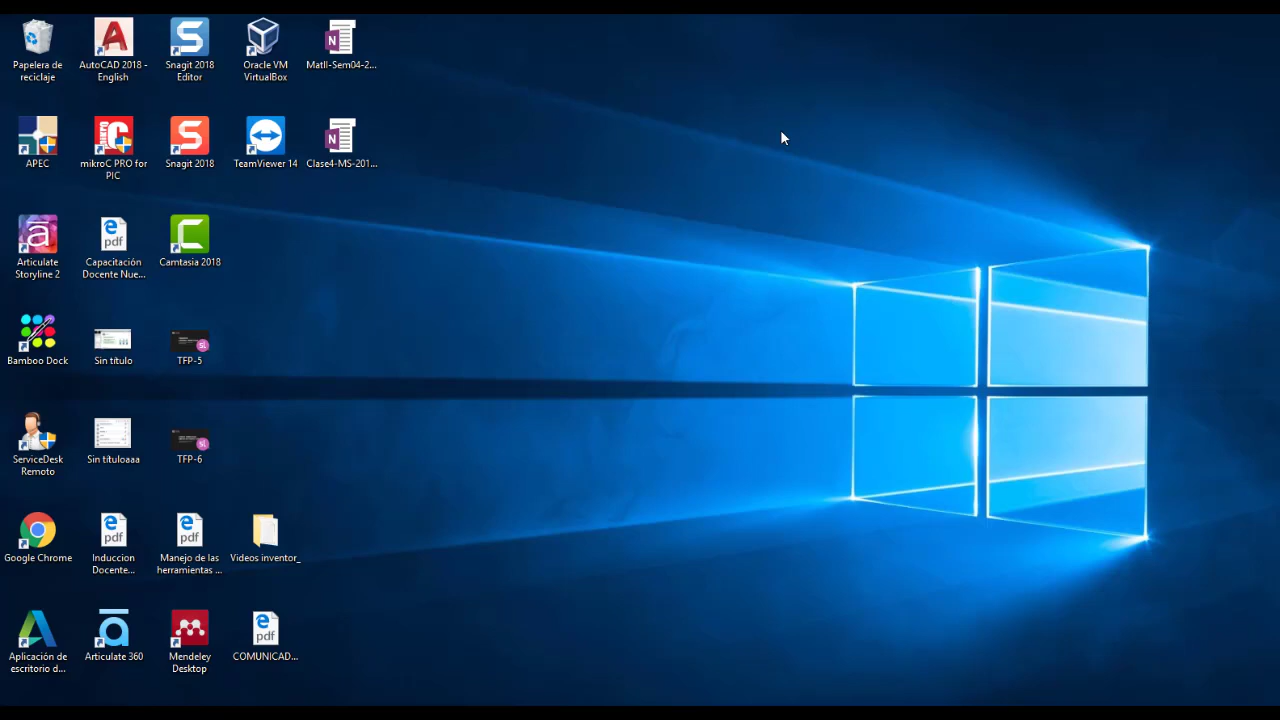 Papelera de
reciclaje
AutoCAD 2018 -
English
Snagit 2018
Editor
Oracle VM
VirtualBox
MatII-Sem04-2...
APEC
mikroC PRO for
PIC
Snagit 2018
TeamViewer 14
Clase4-MS-201...
Articulate
Storyline 2
Capacitación
Docente Nue...
Camtasia 2018
Bamboo Dock
Sin título
TFP-5
ServiceDesk
Remoto
Sin títuloaaa
TFP-6
Google Chrome
Induccion
Docente...
Manejo de las
herramientas ...
Videos inventor_
Aplicación de
escritorio d...
Articulate 360
Mendeley
Desktop
COMUNICAD...